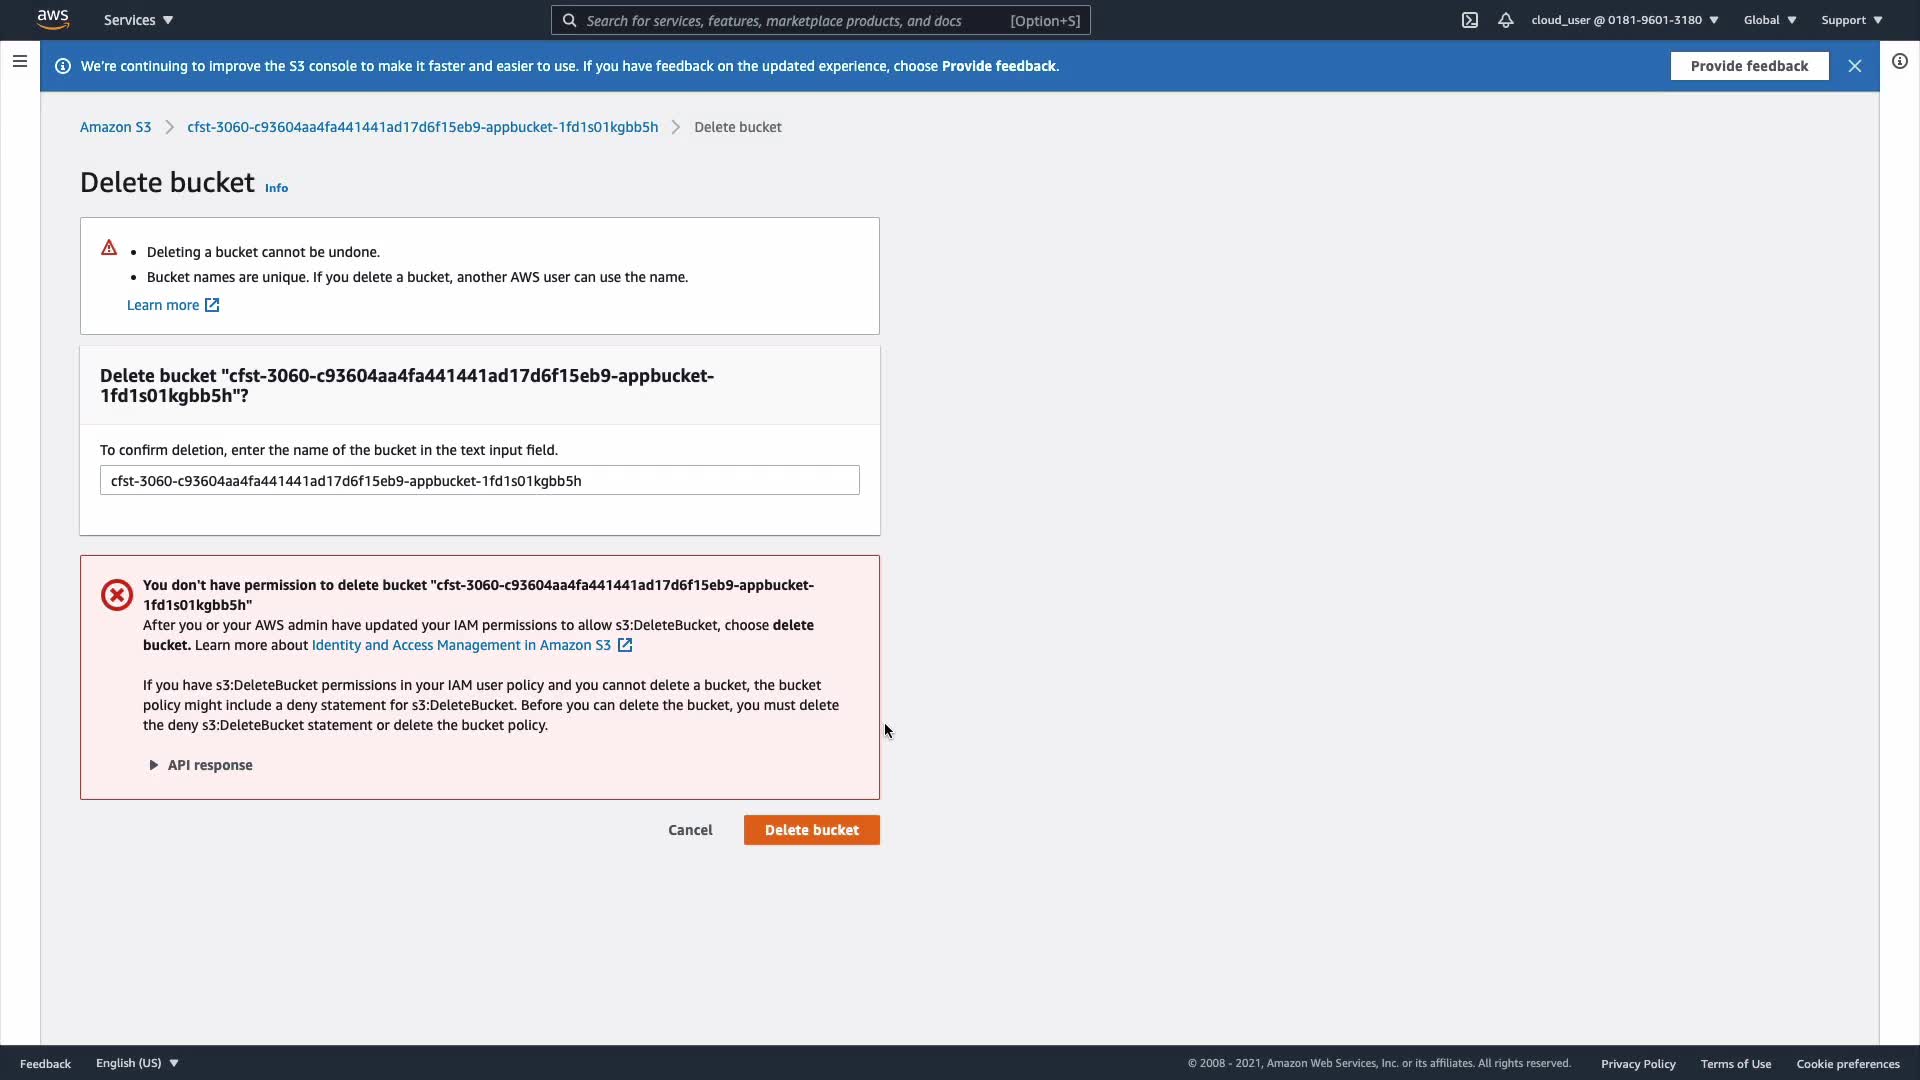 aws Services Search for services, features, marketplace products, and docs [Option+S] cloud_user @ 0181-9601-3180 Global Support
We're continuing to improve the S3 console to make it faster and easier to use. If you have feedback on the updated experience, choose Provide feedback. Provide feedback
Amazon S3 cfst-3060-c93604aa4fa441441ad17d6f15eb9-appbucket-1fd1s01kgbb5h Delete bucket
Delete bucket Info
• Deleting a bucket cannot be undone.
• Bucket names are unique. If you delete a bucket, another AWS user can use the name.
Learn more
Delete bucket "cfst-3060-c93604aa4fa441441ad17d6f15eb9-appbucket-
1fd1s01kgbb5h"?
To confirm deletion, enter the name of the bucket in the text input field.
cfst-3060-c93604aa4fa441441ad17d6f15eb9-appbucket-1fd1s01kgbb5h
You don't have permission to delete bucket "cfst-3060-c93604aa4fa441441ad17d6f15eb9-appbucket-
1fd1s01kgbb5h"
After you or your AWS admin have updated your IAM permissions to allow s3:DeleteBucket, choose delete
bucket. Learn more about Identity and Access Management in Amazon S3
If you have s3:DeleteBucket permissions in your IAM user policy and you cannot delete a bucket, the bucket
policy might include a deny statement for s3:DeleteBucket. Before you can delete the bucket, you must delete
the deny s3:DeleteBucket statement or delete the bucket policy.
API response
Cancel Delete bucket
Feedback English (US) © 2008 - 2021, Amazon Web Services, Inc. or its affiliates. All rights reserved. Privacy Policy Terms of Use Cookie preferences